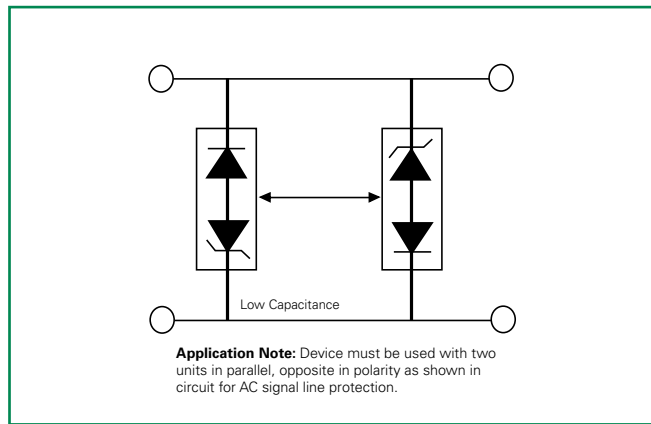 Low Capacitance
Application Note: Device must be used with two
units in parallel, opposite in polarity as shown in
circuit for AC signal line protection.